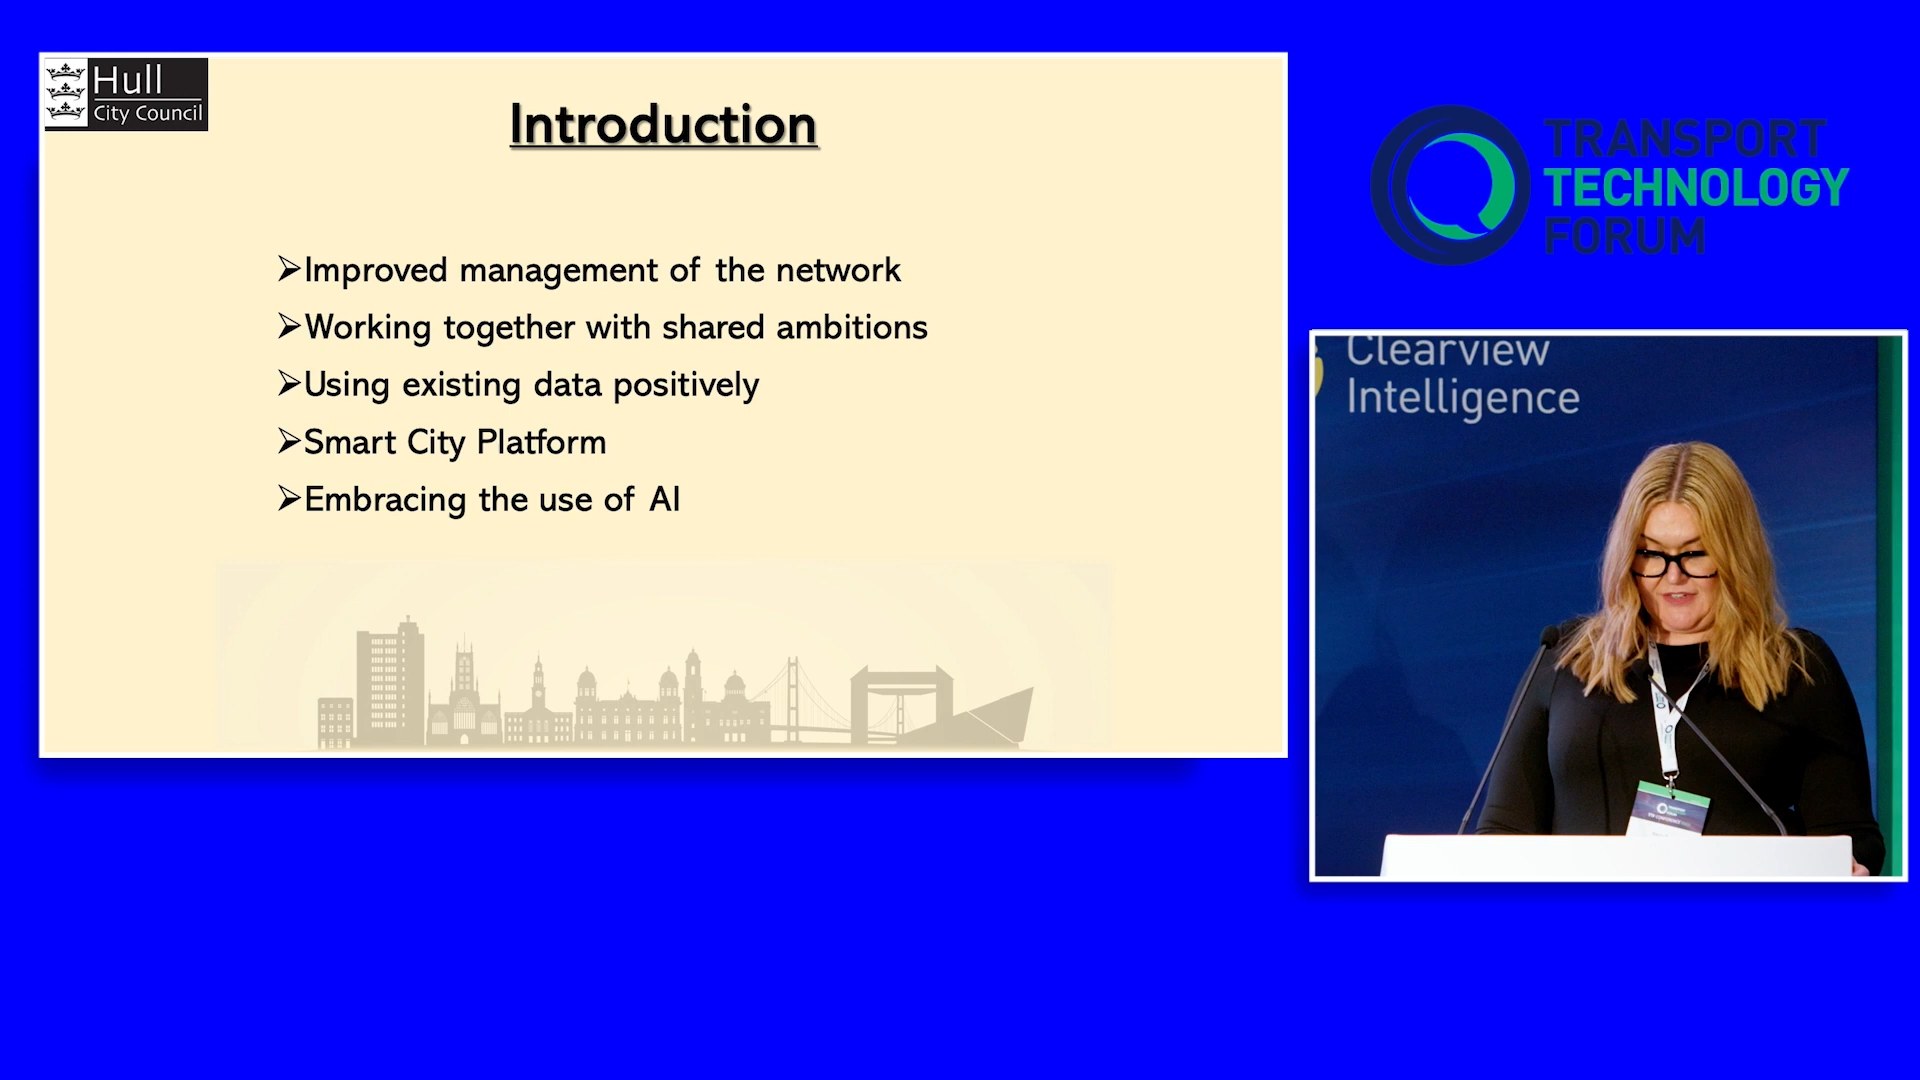 Hull
City Council
Introduction
➢Improved management of the network
➢Working together with shared ambitions
➢Using existing data positively
➢Smart City Platform
➢Embracing the use of AI
TRANSPORT
TECHNOLOGY
FORUM
Clearview
Intelligence